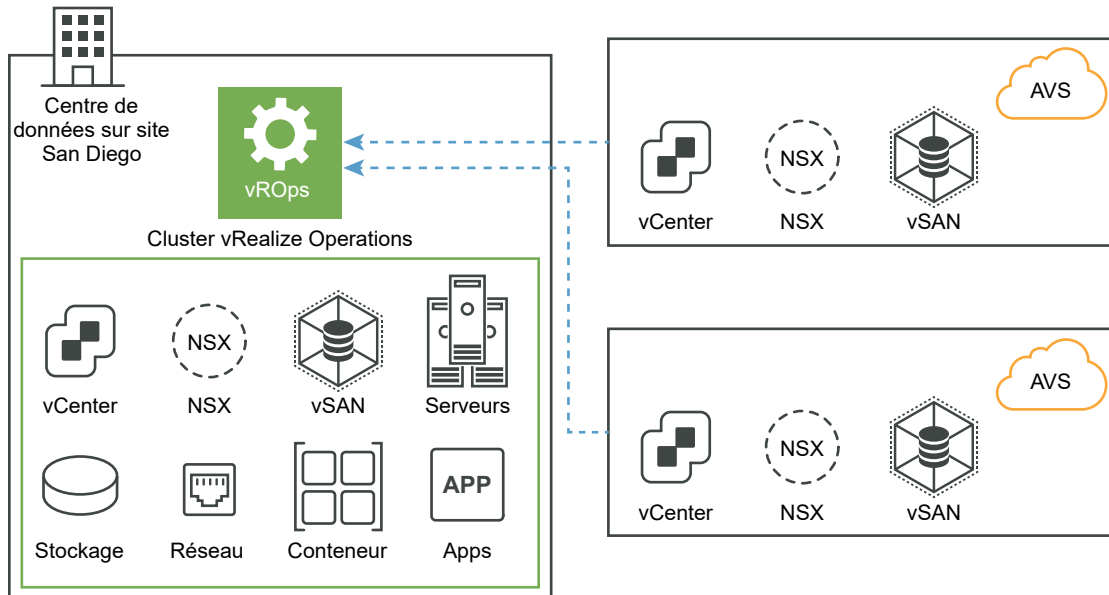 Centre de
données sur site
San Diego
vROps
Cluster vRealize Operations
NSX
vCenter
NSX
vSAN
Serveurs
APP
Stockage
Réseau
Conteneur
Apps
AVS
NSX
vCenter
NSX
vSAN
AVS
NSX
vCenter
NSX
vSAN